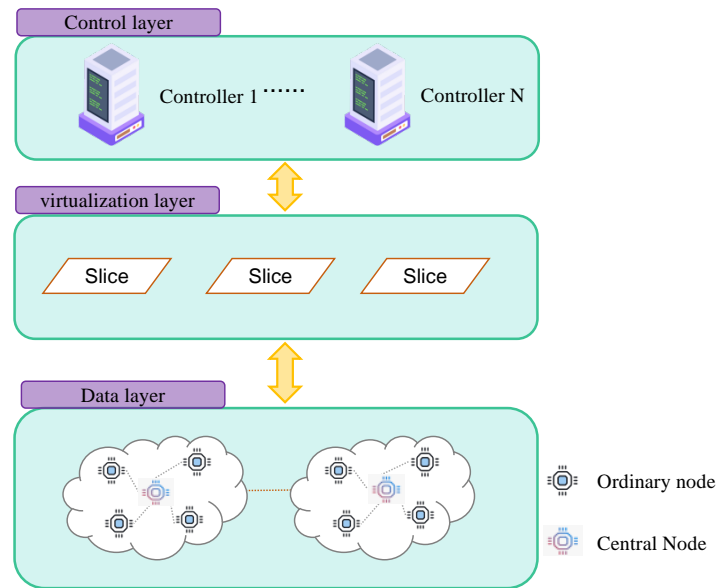 Control layer
Controller 1 ······ Controller N
virtualization layer
Slice Slice Slice
Data layer
Ordinary node
Central Node